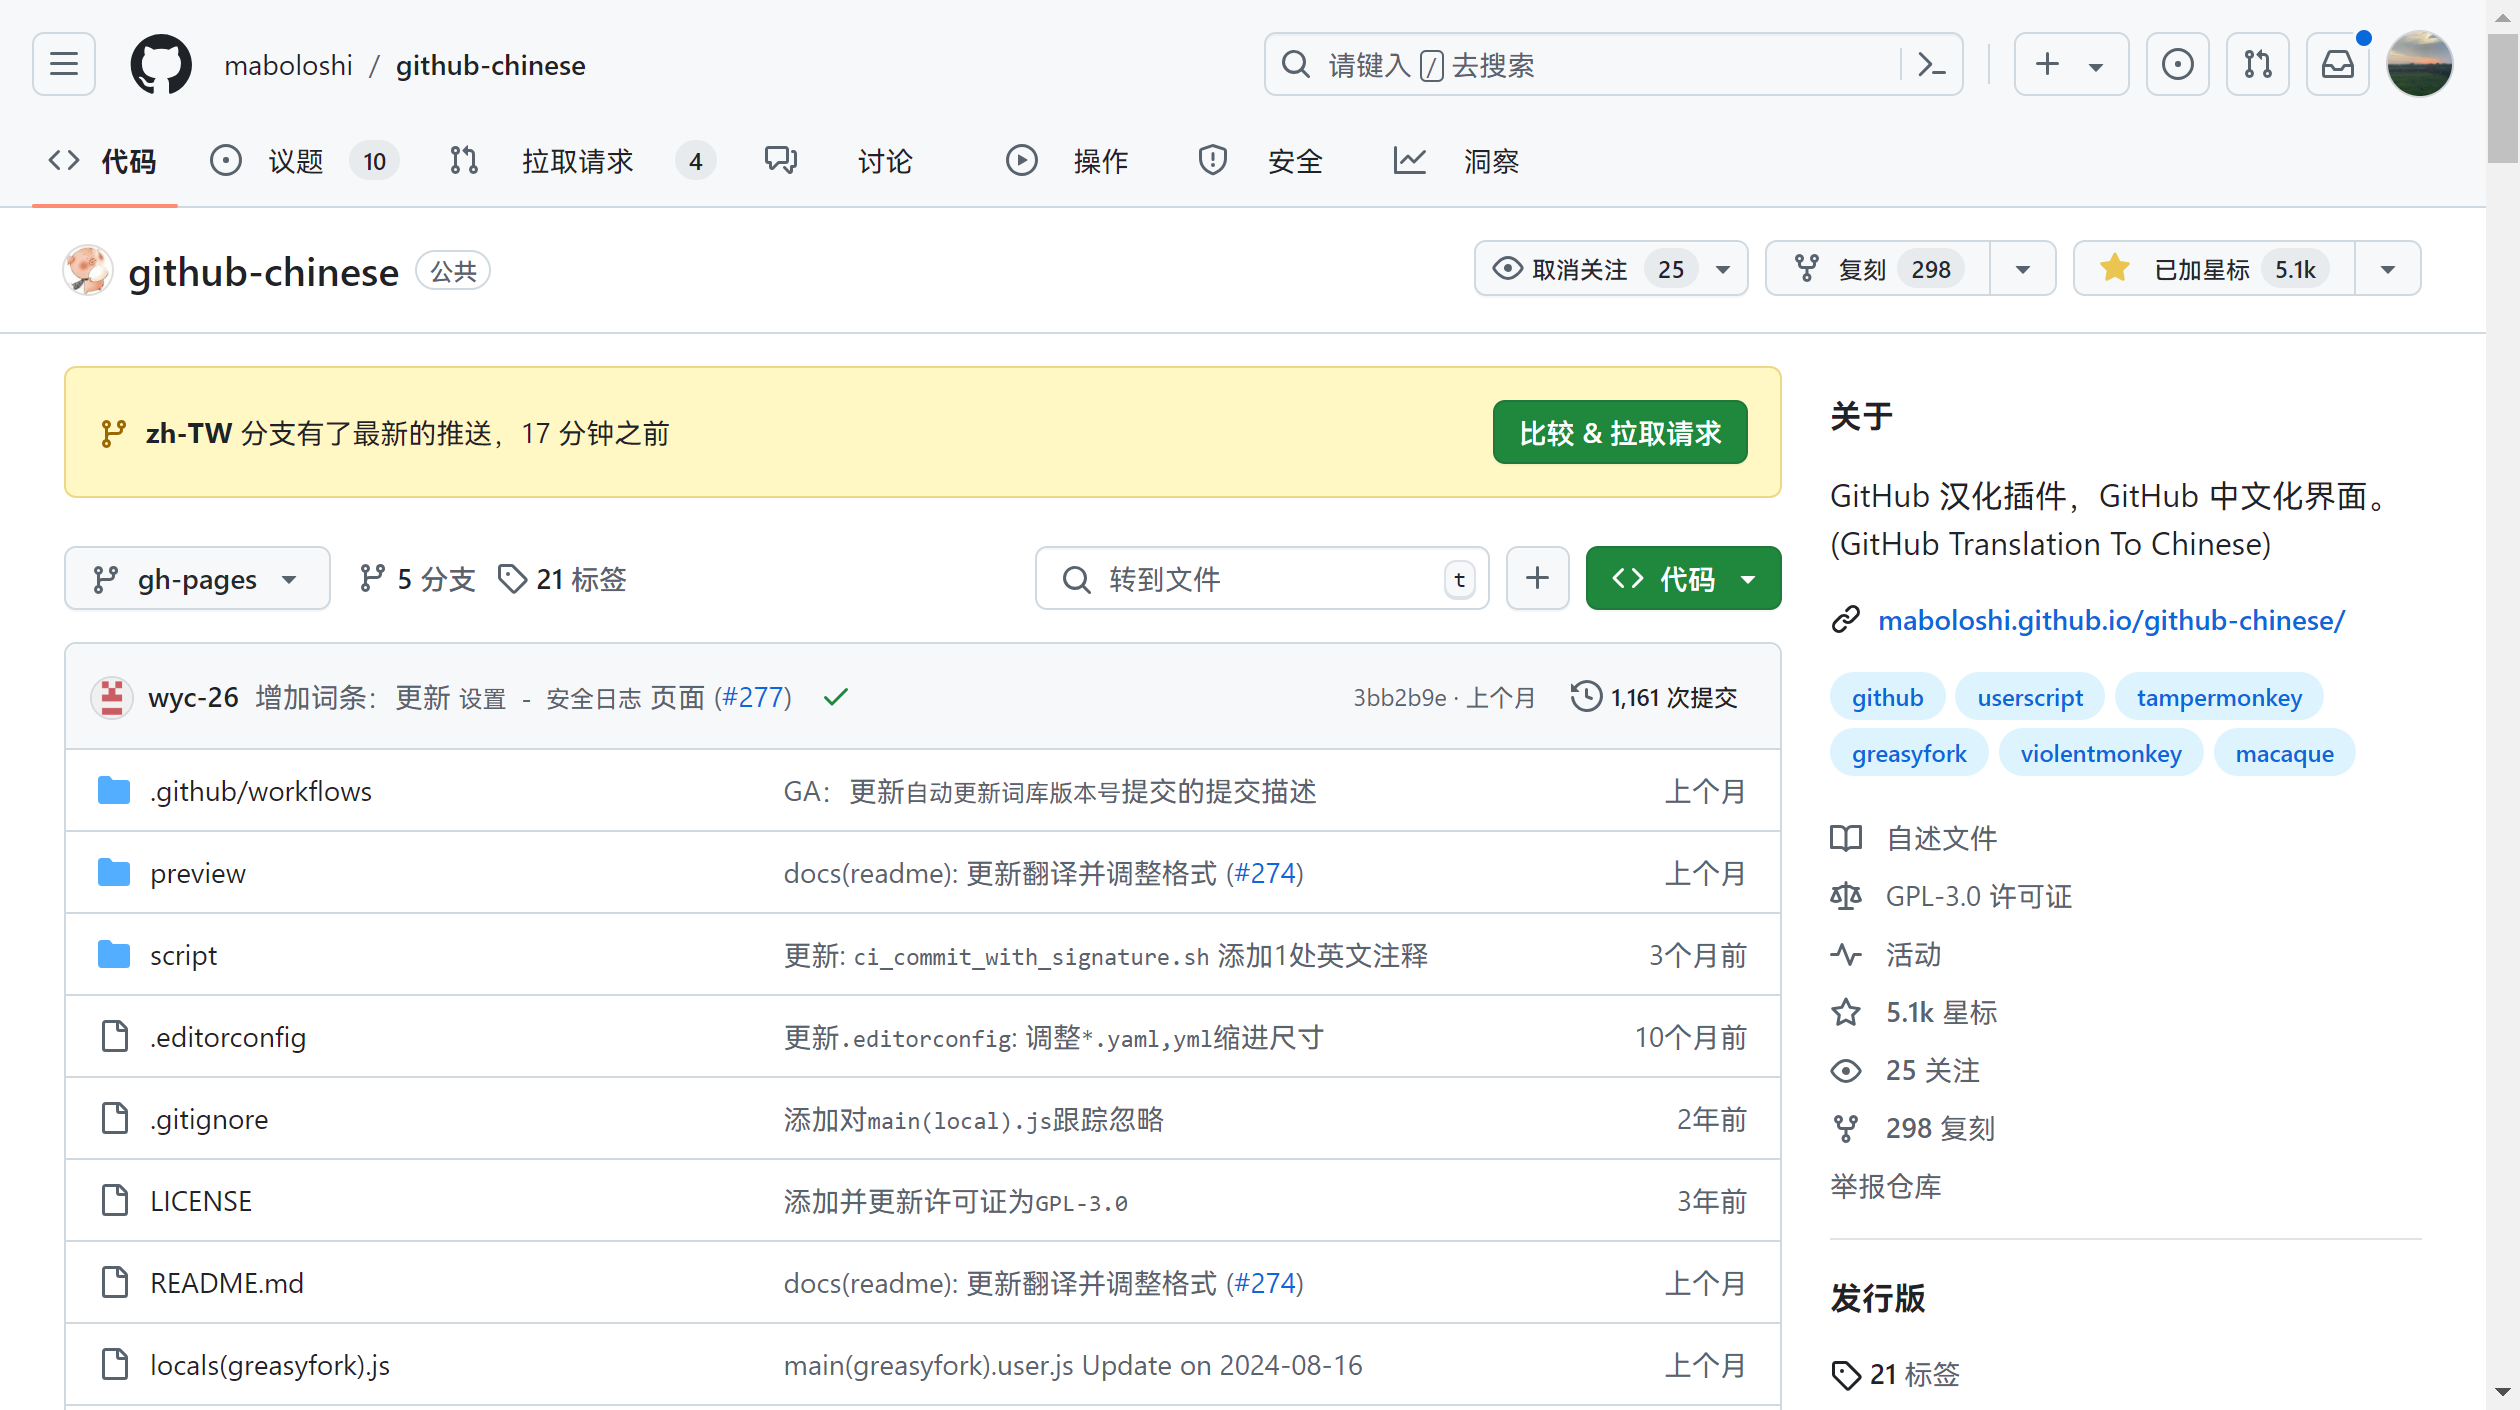 maboloshi / github-chinese
请键入 / 去搜索
代码
议题 10
拉取请求 4
讨论
操作
安全
洞察
github-chinese 公共
取消关注 25
复刻 298
已加星标 5.1k
zh-TW 分支有了最新的推送，17 分钟之前
比较 & 拉取请求
gh-pages
5 分支
21 标签
转到文件 t
代码
wyc-26 增加词条： 更新 设置 - 安全日志 页面 (#277)
3bb2b9e · 上个月
1,161 次提交
.github/workflows GA： 更新自动更新词库版本号提交的提交描述 上个月
preview docs(readme): 更新翻译并调整格式 (#274) 上个月
script 更新: ci_commit_with_signature.sh 添加1处英文注释 3个月前
.editorconfig 更新.editorconfig: 调整*.yaml,yml缩进尺寸 10个月前
.gitignore 添加对main(local).js跟踪忽略 2年前
LICENSE 添加并更新许可证为GPL-3.0 3年前
README.md docs(readme): 更新翻译并调整格式 (#274) 上个月
locals(greasyfork).js main(greasyfork).user.js Update on 2024-08-16 上个月
关于
GitHub 汉化插件，GitHub 中文化界面。
(GitHub Translation To Chinese)
maboloshi.github.io/github-chinese/
github userscript tampermonkey
greasyfork violentmonkey macaque
自述文件
GPL-3.0 许可证
活动
5.1k 星标
25 关注
298 复刻
举报仓库
发行版
21 标签